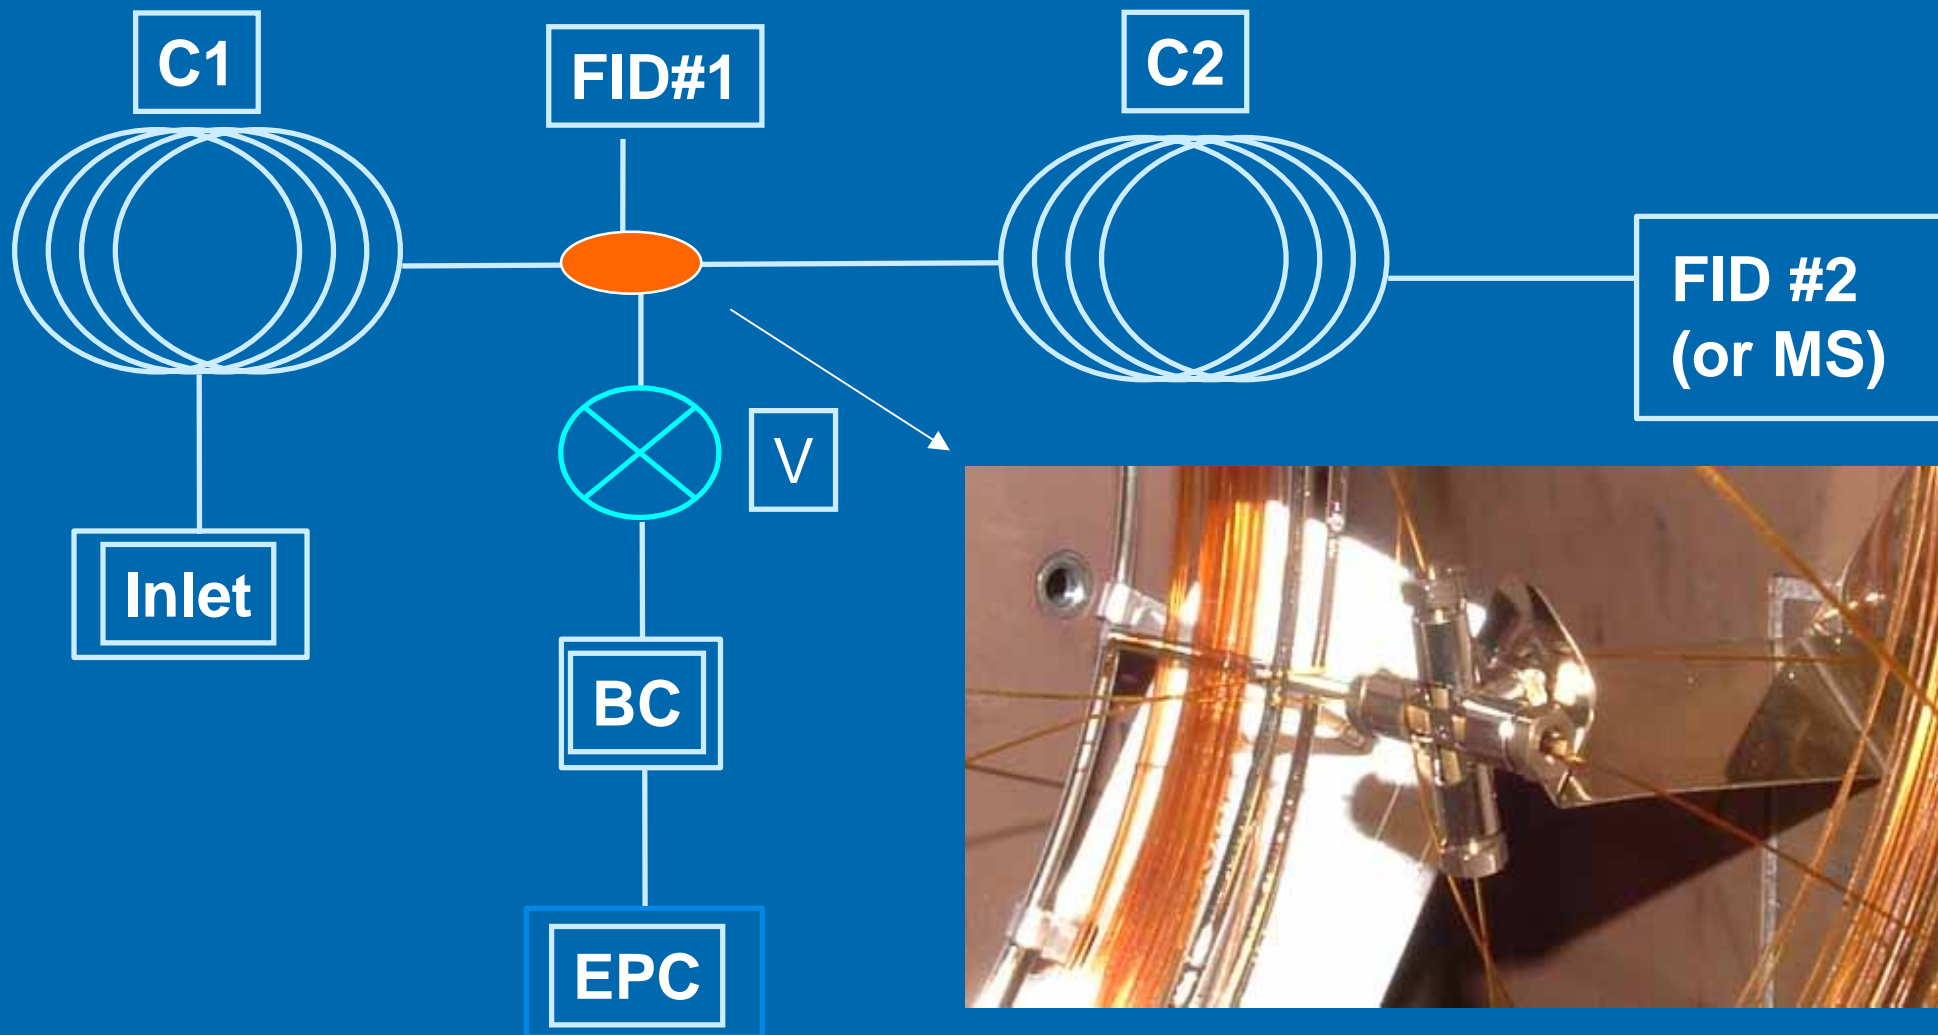 C1
FID#1
C2
FID #2
(or MS)
V
Inlet
BC
EPC